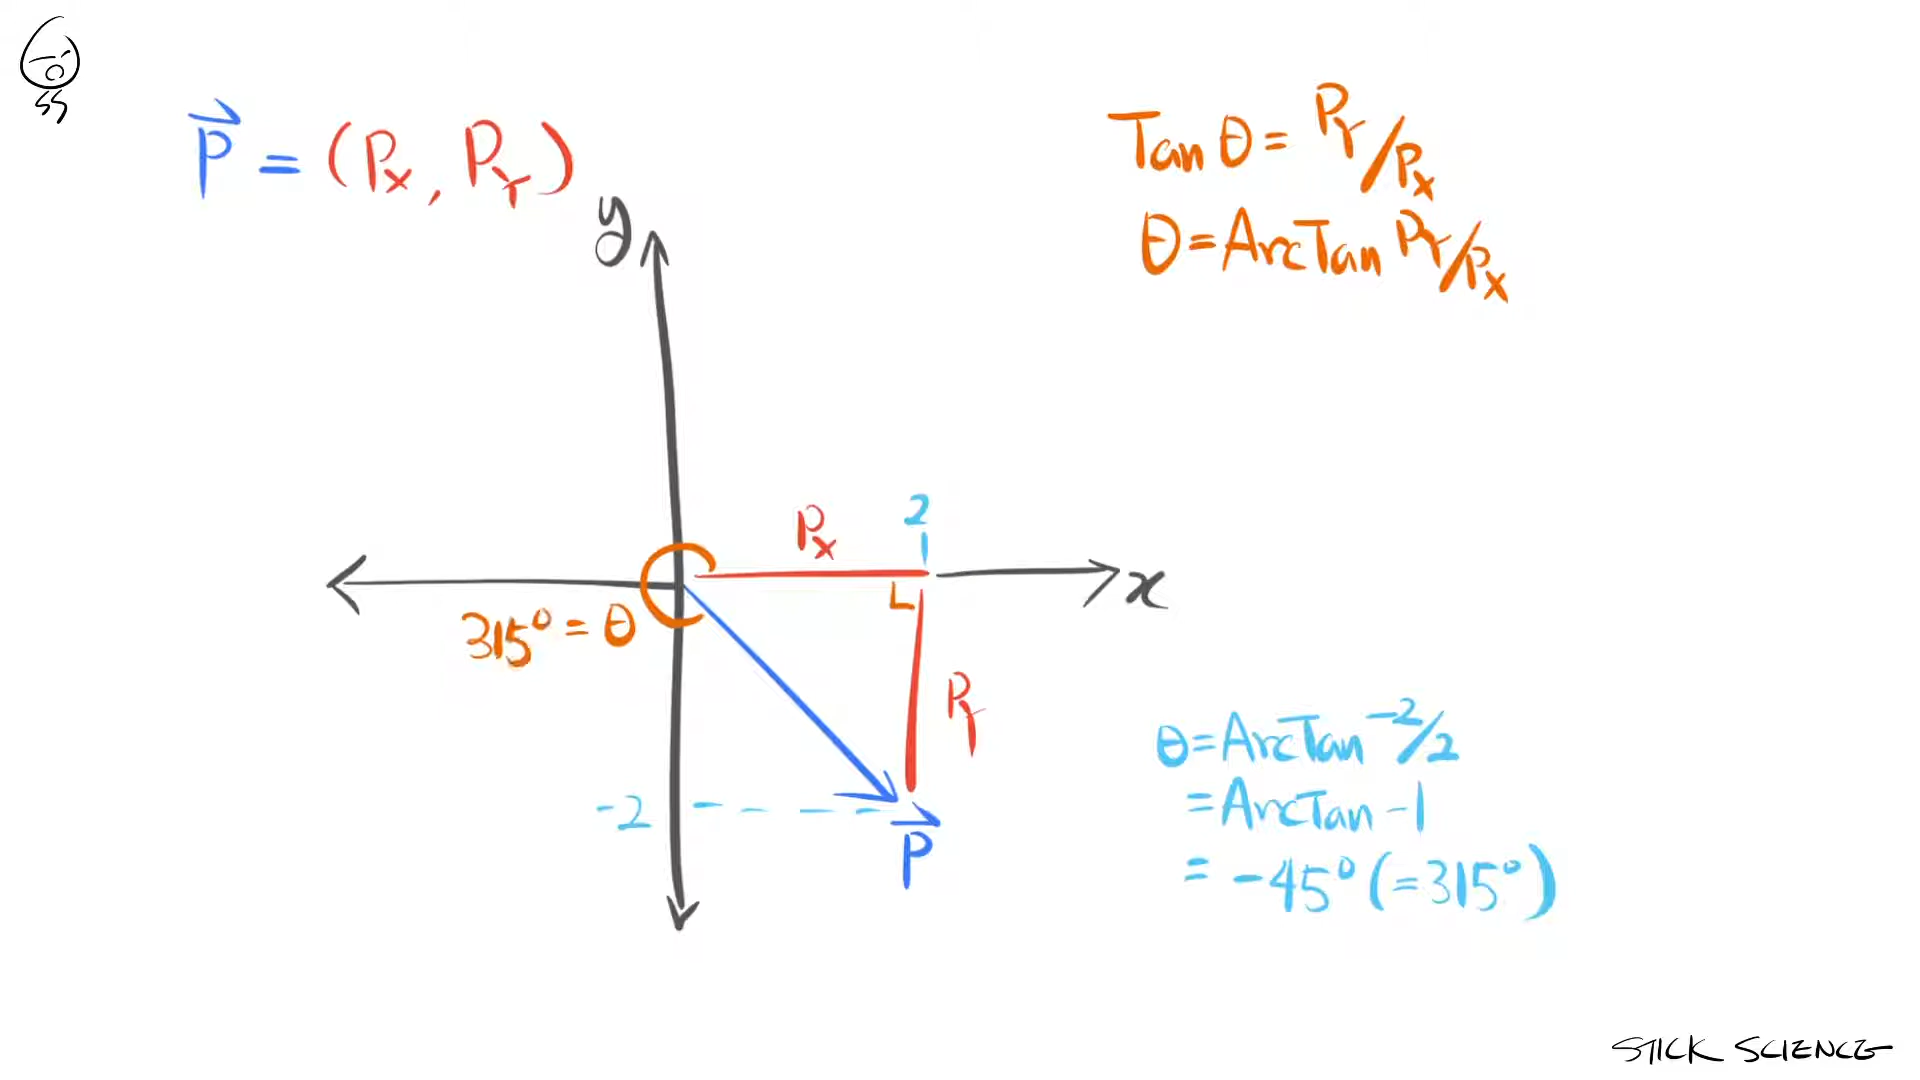 SS
P = (Px, PY)
Tan θ = PY/Px
θ = ArcTan PY/Px
y
2
Px
x
315° = θ
PY
-2
P
θ = ArcTan -2/2
= ArcTan -1
= -45° (=315°)
STICK SCIENCE